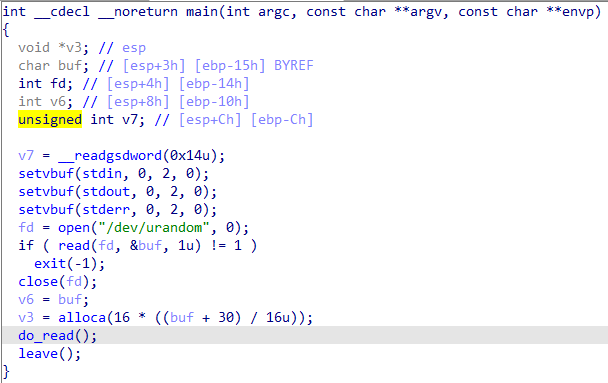 int __cdecl __noreturn main(int argc, const char **argv, const char **envp)
{
  void *v3; // esp
  char buf; // [esp+3h] [ebp-15h] BYREF
  int fd; // [esp+4h] [ebp-14h]
  int v6; // [esp+8h] [ebp-10h]
  unsigned int v7; // [esp+Ch] [ebp-Ch]

  v7 = __readgsdword(0x14u);
  setvbuf(stdin, 0, 2, 0);
  setvbuf(stdout, 0, 2, 0);
  setvbuf(stderr, 0, 2, 0);
  fd = open("/dev/urandom", 0);
  if ( read(fd, &buf, 1u) != 1 )
    exit(-1);
  close(fd);
  v6 = buf;
  v3 = alloca(16 * ((buf + 30) / 16u));
  do_read();
  leave();
}